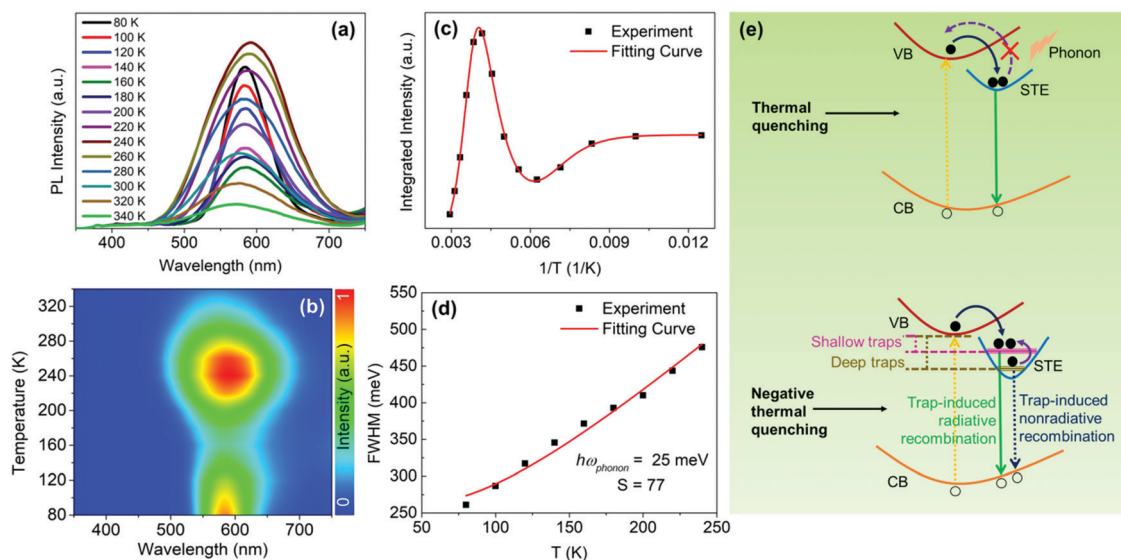 (a)
80 K
100 K
120 K
140 K
160 K
180 K
200 K
220 K
240 K
260 K
280 K
300 K
320 K
340 K
PL Intensity (a.u.)
400 500 600 700
Wavelength (nm)
(b)
320
280
240
200
160
120
80
Temperature (K)
400 500 600 700
Wavelength (nm)
1
Intensity (a.u.)
0
(c)
Experiment
Fitting Curve
Integrated Intensity (a.u.)
0.003 0.006 0.009 0.012
1/T (1/K)
(d)
Experiment
Fitting Curve
550
500
450
400
350
300
250
FWHM (meV)
hω phonon = 25 meV
S = 77
50 100 150 200 250
T (K)
(e)
VB
Phonon
STE
Thermal
quenching
CB
VB
Shallow traps
Deep traps
STE
Negative
thermal
quenching
Trap-induced
radiative
recombination
Trap-induced
nonradiative
recombination
CB